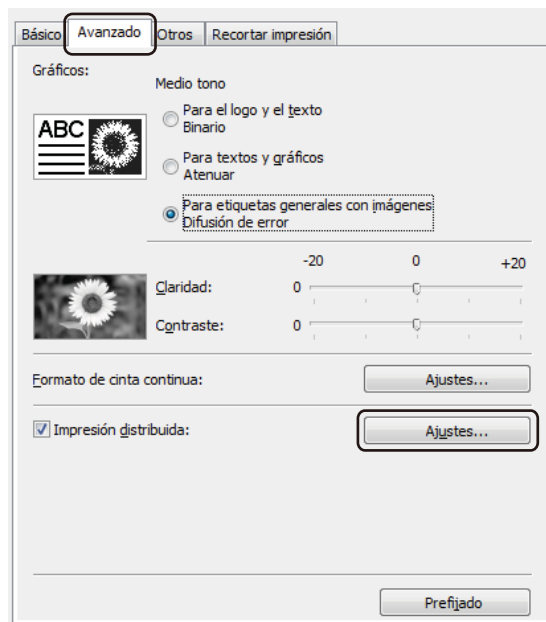 Básico Avanzado Otros Recortar impresión
Gráficos:
Medio tono
ABC
Para el logo y el texto
Binario
Para textos y gráficos
Atenuar
Para etiquetas generales con imágenes
Difusión de error
-20 0 +20
Claridad: 0
Contraste: 0
Formato de cinta continua: Ajustes...
Impresión distribuida: Ajustes...
Prefijado